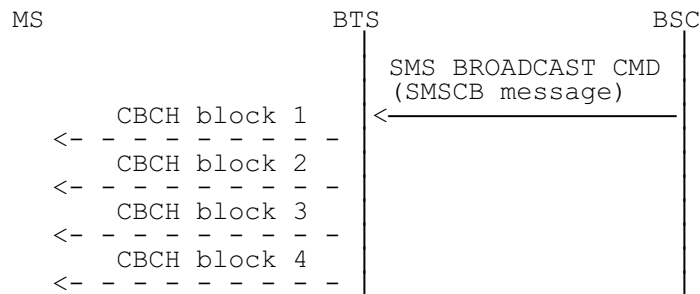 MS BTS BSC
SMS BROADCAST CMD
(SMSCB message)
CBCH block 1
CBCH block 2
CBCH block 3
CBCH block 4